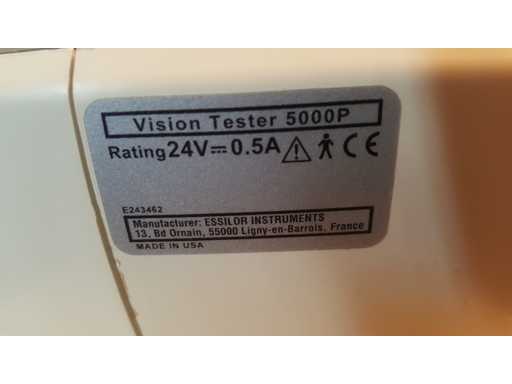 Vision Tester 5000P
Rating 24V⎓0.5A ⚠ CE
E243462
Manufacturer: ESSILOR INSTRUMENTS
13, Bd Ornain, 55000 Ligny-en-Barrois, France
MADE IN USA